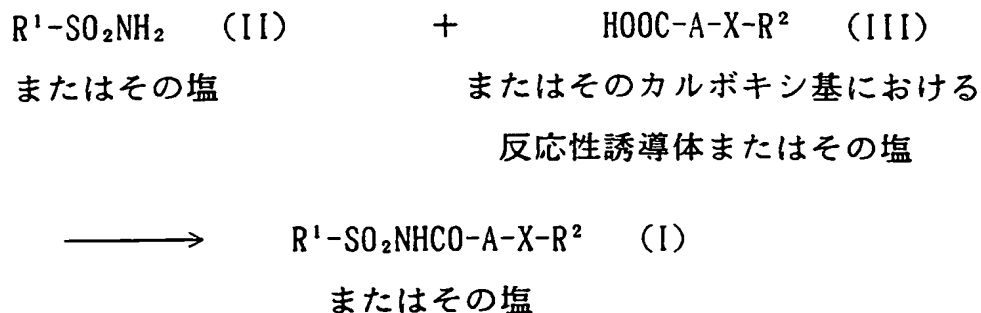 R¹-SO₂NH₂ (II) + HOOC-A-X-R² (III)
またはその塩 またはそのカルボキシ基における
反応性誘導体またはその塩
⟶ R¹-SO₂NHCO-A-X-R² (I)
またはその塩